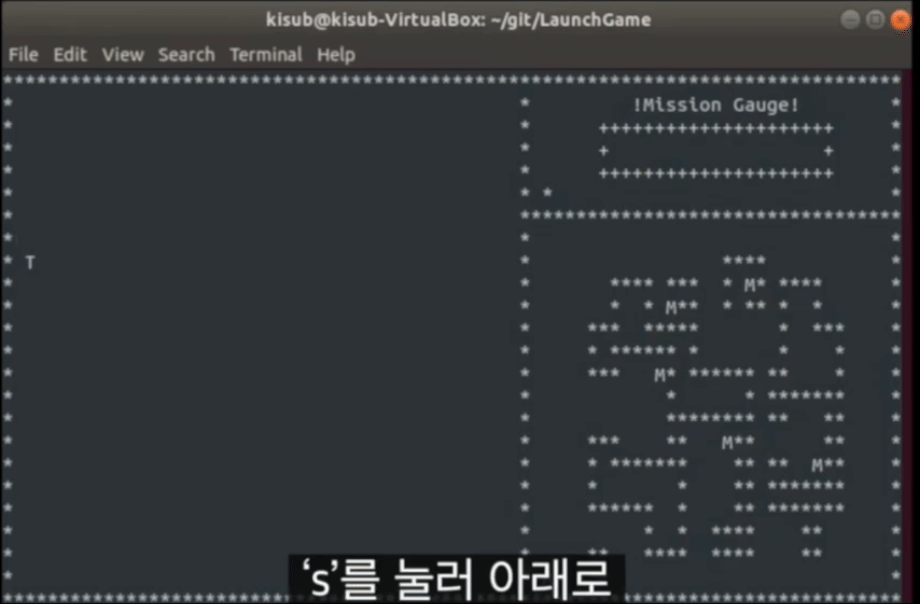 kisub@kisub-VirtualBox: ~/git/LaunchGame
File Edit View Search Terminal Help
!Mission Gauge!
T
M
M
M
M
M
‘s’를 눌러 아래로